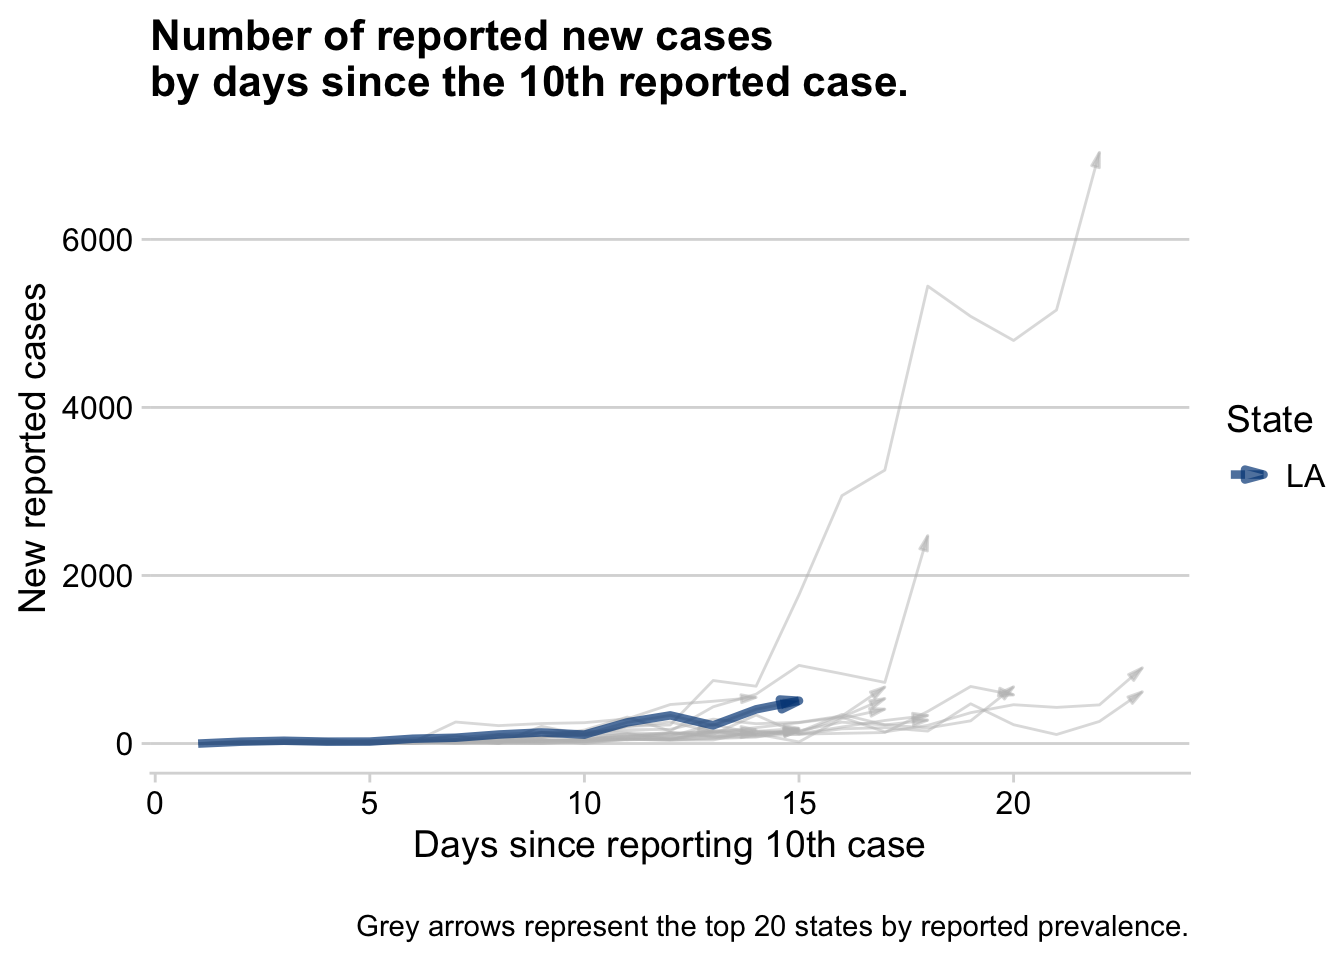 Number of reported new cases
by days since the 10th reported case.
New reported cases
6000
4000
2000
0
0 5 10 15 20
Days since reporting 10th case
State
LA
Grey arrows represent the top 20 states by reported prevalence.